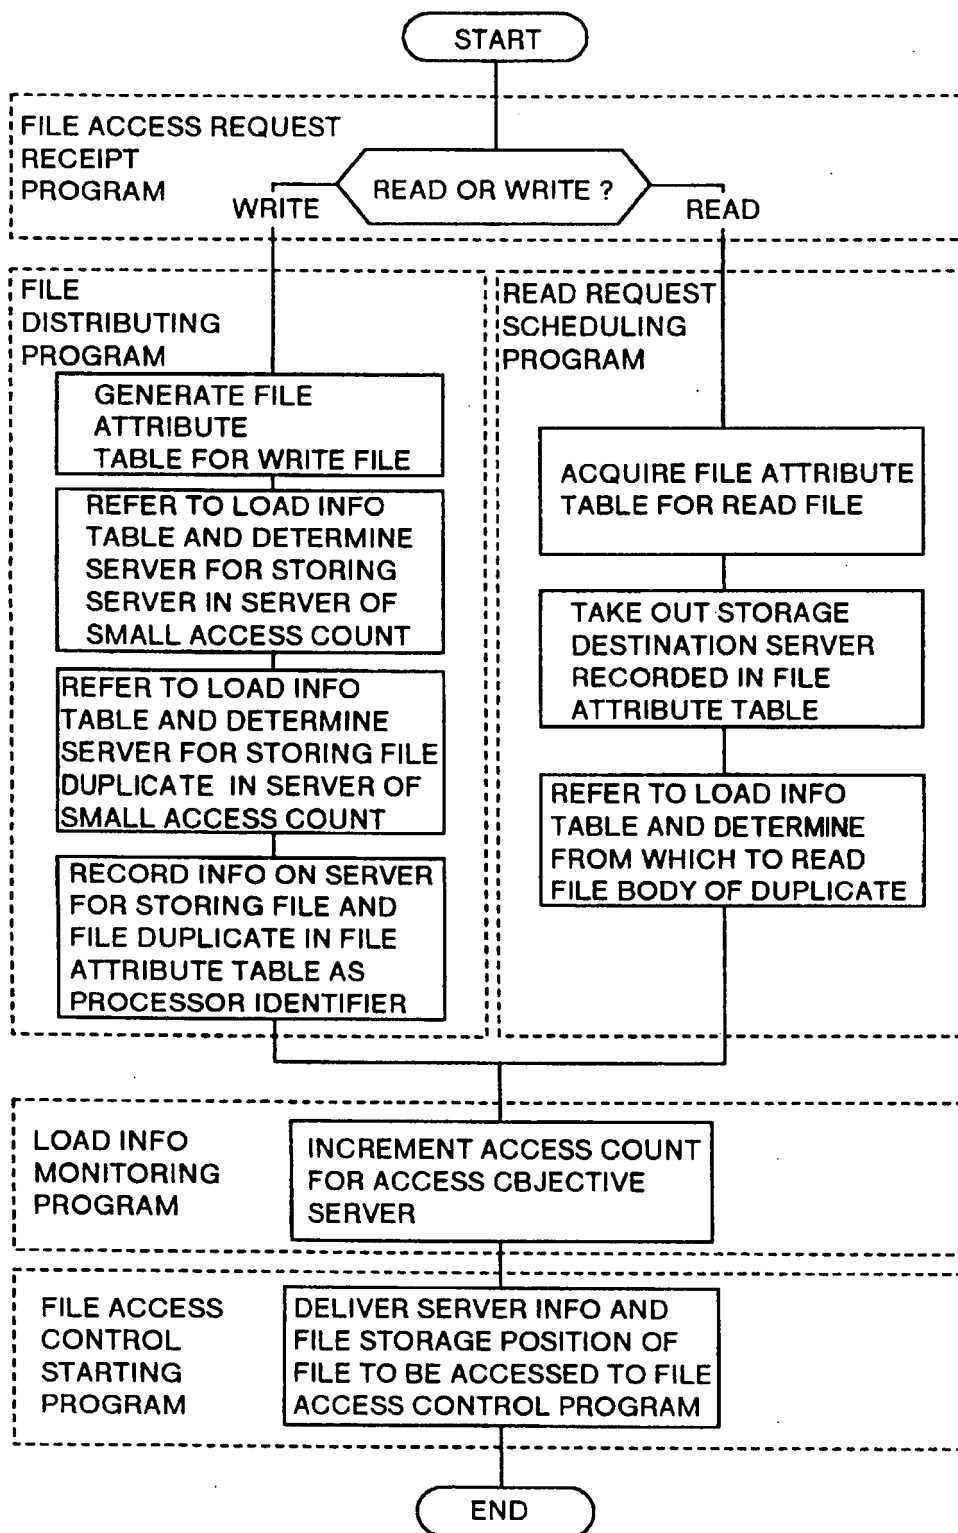 START
FILE ACCESS REQUEST
RECEIPT
PROGRAM
READ OR WRITE ?
WRITE
READ
FILE
DISTRIBUTING
PROGRAM
GENERATE FILE
ATTRIBUTE
TABLE FOR WRITE FILE
REFER TO LOAD INFO
TABLE AND DETERMINE
SERVER FOR STORING
SERVER IN SERVER OF
SMALL ACCESS COUNT
REFER TO LOAD INFO
TABLE AND DETERMINE
SERVER FOR STORING FILE
DUPLICATE IN SERVER OF
SMALL ACCESS COUNT
RECORD INFO ON SERVER
FOR STORING FILE AND
FILE DUPLICATE IN FILE
ATTRIBUTE TABLE AS
PROCESSOR IDENTIFIER
READ REQUEST
SCHEDULING
PROGRAM
ACQUIRE FILE ATTRIBUTE
TABLE FOR READ FILE
TAKE OUT STORAGE
DESTINATION SERVER
RECORDED IN FILE
ATTRIBUTE TABLE
REFER TO LOAD INFO
TABLE AND DETERMINE
FROM WHICH TO READ
FILE BODY OF DUPLICATE
LOAD INFO
MONITORING
PROGRAM
INCREMENT ACCESS COUNT
FOR ACCESS CBJECTIVE
SERVER
FILE ACCESS
CONTROL
STARTING
PROGRAM
DELIVER SERVER INFO AND
FILE STORAGE POSITION OF
FILE TO BE ACCESSED TO FILE
ACCESS CONTROL PROGRAM
END